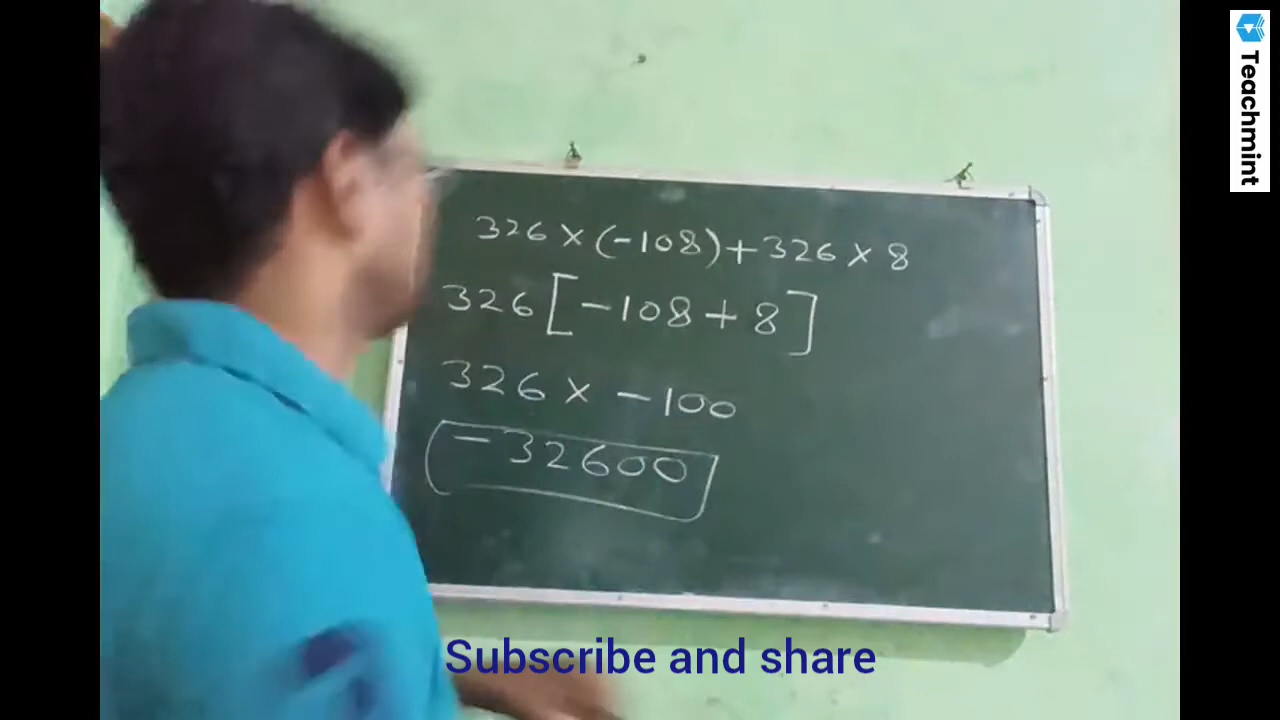 326 × (-108) + 326 × 8
326 [ -108 + 8 ]
326 × -100
-32600
Subscribe and share
Teachmint